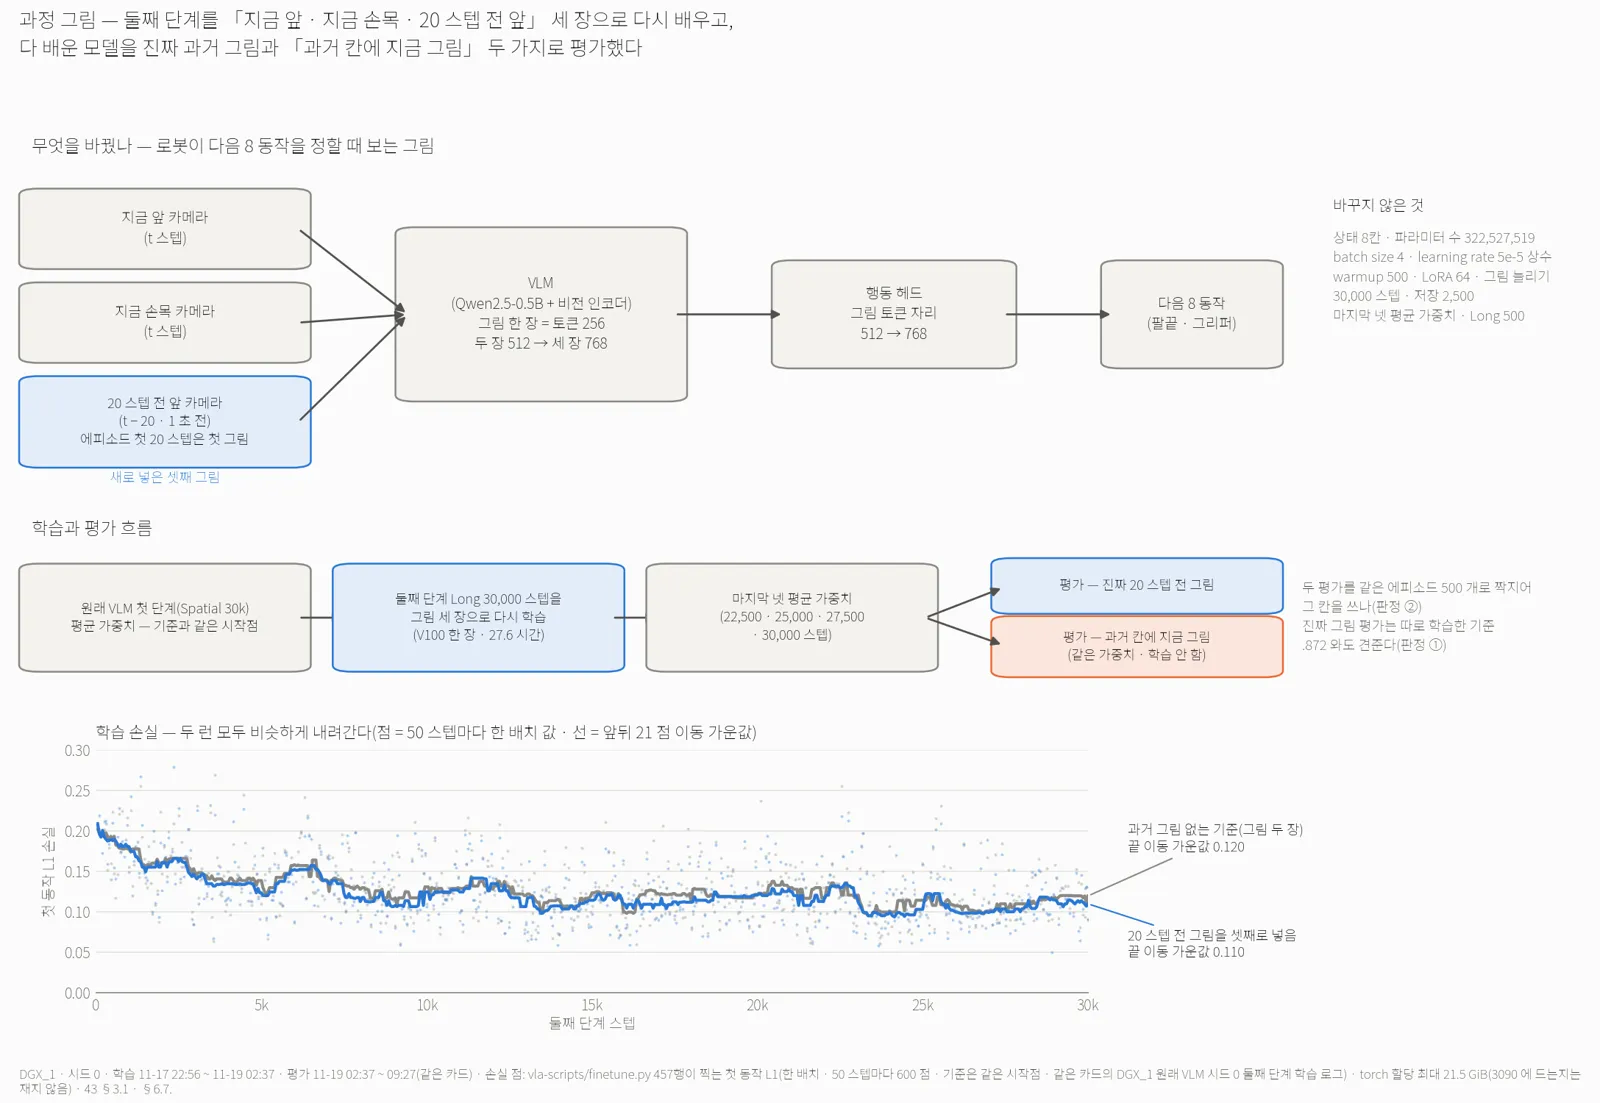 과정 그림 — 둘째 단계를 「지금 앞 · 지금 손목 · 20 스텝 전 앞」 세 장으로 다시 배우고,
다 배운 모델을 진짜 과거 그림과 「과거 칸에 지금 그림」 두 가지로 평가했다
무엇을 바꿨나 — 로봇이 다음 8 동작을 정할 때 보는 그림
지금 앞 카메라
(t 스텝)
지금 손목 카메라
(t 스텝)
20 스텝 전 앞 카메라
(t − 20 · 1 초 전)
에피소드 첫 20 스텝은 첫 그림
새로 넣은 셋째 그림
VLM
(Qwen2.5-0.5B + 비전 인코더)
그림 한 장 = 토큰 256
두 장 512 → 세 장 768
행동 헤드
그림 토큰 자리
512 → 768
다음 8 동작
(팔끝 · 그리퍼)
바꾸지 않은 것
상태 8칸 · 파라미터 수 322,527,519
batch size 4 · learning rate 5e-5 상수
warmup 500 · LoRA 64 · 그림 늘리기
30,000 스텝 · 저장 2,500
마지막 넷 평균 가중치 · Long 500
학습과 평가 흐름
원래 VLM 첫 단계(Spatial 30k)
평균 가중치 — 기준과 같은 시작점
둘째 단계 Long 30,000 스텝을
그림 세 장으로 다시 학습
(V100 한 장 · 27.6 시간)
마지막 넷 평균 가중치
(22,500 · 25,000 · 27,500
· 30,000 스텝)
평가 — 진짜 20 스텝 전 그림
평가 — 과거 칸에 지금 그림
(같은 가중치 · 학습 안 함)
두 평가를 같은 에피소드 500 개로 짝지어
그 칸을 쓰나(판정 ②)
진짜 그림 평가는 따로 학습한 기준
.872 와도 견준다(판정 ①)
학습 손실 — 두 런 모두 비슷하게 내려간다(점 = 50 스텝마다 한 배치 값 · 선 = 앞뒤 21 점 이동 가운값)
0.30
0.25
0.20
0.15
0.10
0.05
0.00
첫 동작 L1 손실
0
5k
10k
15k
20k
25k
30k
둘째 단계 스텝
과거 그림 없는 기준(그림 두 장)
끝 이동 가운값 0.120
20 스텝 전 그림을 셋째로 넣음
끝 이동 가운값 0.110
DGX_1 · 시드 0 · 학습 11-17 22:56 ~ 11-19 02:37 · 평가 11-19 02:37 ~ 09:27(같은 카드) · 손실 점: vla-scripts/finetune.py 457행이 찍는 첫 동작 L1(한 배치 · 50 스텝마다 600 점 · 기준은 같은 시작점 · 같은 카드의 DGX_1 원래 VLM 시드 0 둘째 단계 학습 로그) · torch 할당 최대 21.5 GiB(3090 에 드는지는
재지 않음) · 43 §3.1 · §6.7.